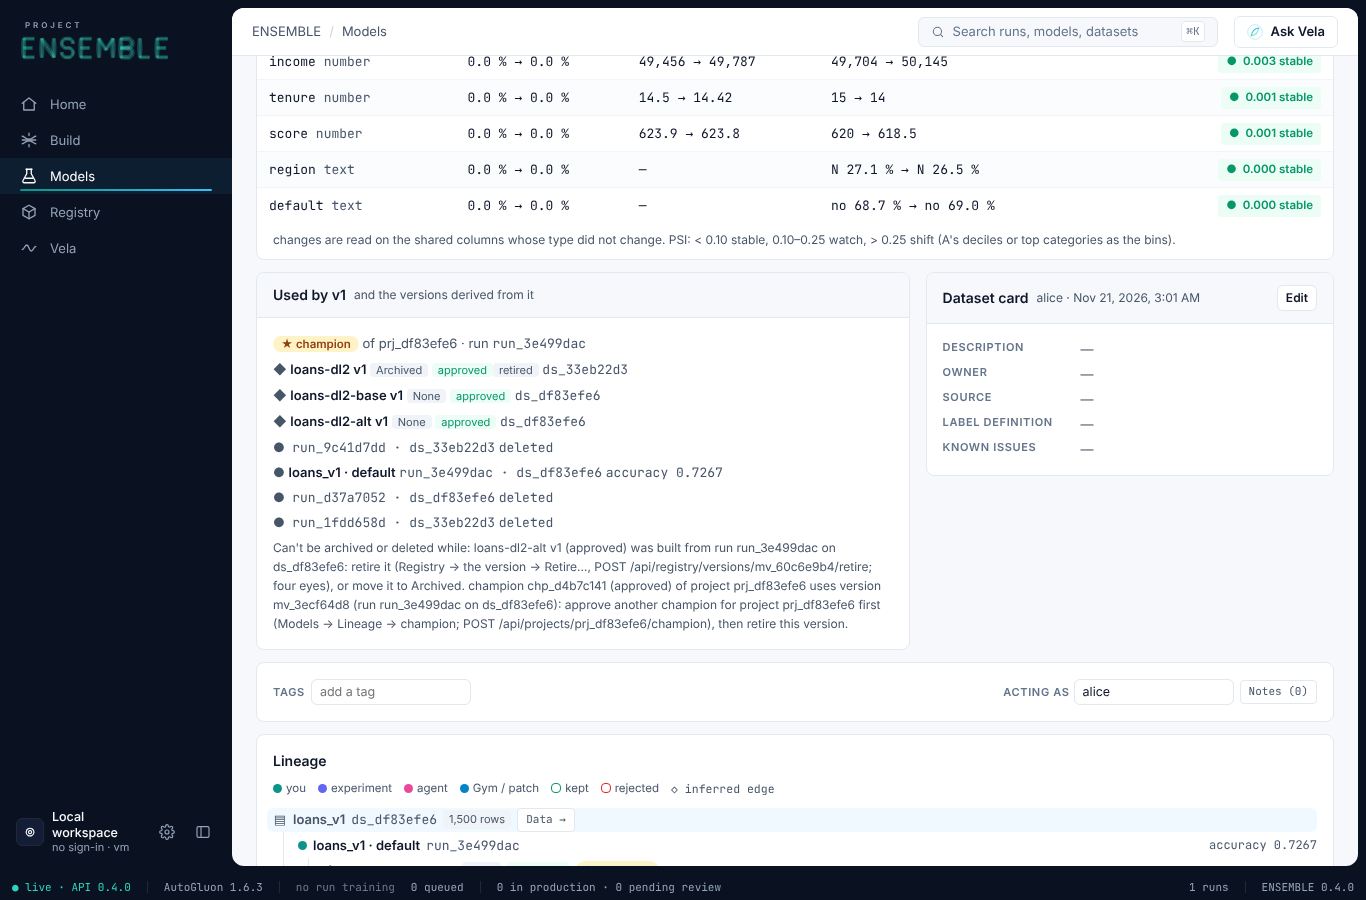 PROJECT
ENSEMBLE
Home
Build
Models
Registry
Vela
Local workspace
no sign-in · vm
ENSEMBLE / Models
Search runs, models, datasets ⌘K
Ask Vela
income number 0.0 % → 0.0 % 49,456 → 49,787 49,704 → 50,145 0.003 stable
tenure number 0.0 % → 0.0 % 14.5 → 14.42 15 → 14 0.001 stable
score number 0.0 % → 0.0 % 623.9 → 623.8 620 → 618.5 0.001 stable
region text 0.0 % → 0.0 % — N 27.1 % → N 26.5 % 0.000 stable
default text 0.0 % → 0.0 % — no 68.7 % → no 69.0 % 0.000 stable
changes are read on the shared columns whose type did not change. PSI: < 0.10 stable, 0.10–0.25 watch, > 0.25 shift (A's deciles or top categories as the bins).
Used by v1 and the versions derived from it
★ champion of prj_df83efe6 · run run_3e499dac
◆ loans-dl2 v1 Archived approved retired ds_33eb22d3
◆ loans-dl2-base v1 None approved ds_df83efe6
◆ loans-dl2-alt v1 None approved ds_df83efe6
● run_9c41d7dd · ds_33eb22d3 deleted
● loans_v1 · default run_3e499dac · ds_df83efe6 accuracy 0.7267
● run_d37a7052 · ds_df83efe6 deleted
● run_1fdd658d · ds_33eb22d3 deleted
Can't be archived or deleted while: loans-dl2-alt v1 (approved) was built from run run_3e499dac on
ds_df83efe6: retire it (Registry → the version → Retire…, POST /api/registry/versions/mv_60c6e9b4/retire;
four eyes), or move it to Archived. champion chp_d4b7c141 (approved) of project prj_df83efe6 uses version
mv_3ecf64d8 (run run_3e499dac on ds_df83efe6): approve another champion for project prj_df83efe6 first
(Models → Lineage → champion; POST /api/projects/prj_df83efe6/champion), then retire this version.
Dataset card alice · Nov 21, 2026, 3:01 AM Edit
DESCRIPTION —
OWNER —
SOURCE —
LABEL DEFINITION —
KNOWN ISSUES —
TAGS add a tag ACTING AS alice Notes (0)
Lineage
you experiment agent Gym / patch kept rejected ◇ inferred edge
loans_v1 ds_df83efe6 1,500 rows Data →
loans_v1 · default run_3e499dac accuracy 0.7267
● live · API 0.4.0 AutoGluon 1.6.3 no run training 0 queued 0 in production · 0 pending review 1 runs ENSEMBLE 0.4.0